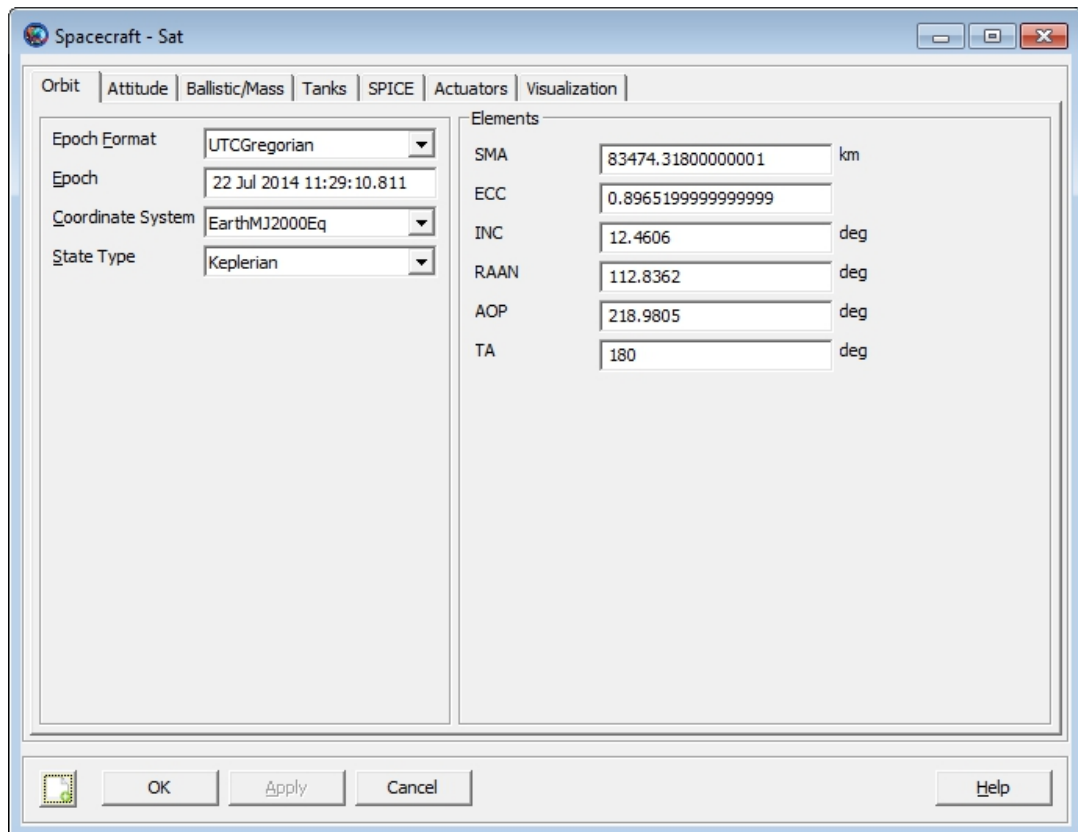 Spacecraft - Sat
Orbit Attitude Ballistic/Mass Tanks SPICE Actuators Visualization
Epoch Format UTCGregorian
Epoch 22 Jul 2014 11:29:10.811
Coordinate System EarthMJ2000Eq
State Type Keplerian
Elements
SMA 83474.31800000001 km
ECC 0.8965199999999999
INC 12.4606 deg
RAAN 112.8362 deg
AOP 218.9805 deg
TA 180 deg
OK Apply Cancel Help